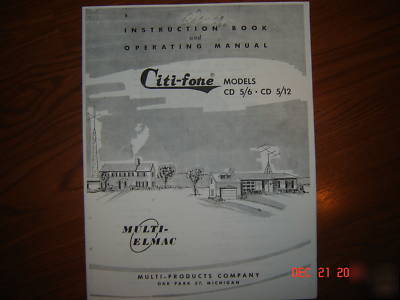 INSTRUCTION BOOK
and
OPERATING MANUAL
Citi-fone MODELS
CD 5/6 · CD 5/12
MULTI-
ELMAC
MULTI-PRODUCTS COMPANY
OAK PARK 37, MICHIGAN
DEC 21 20